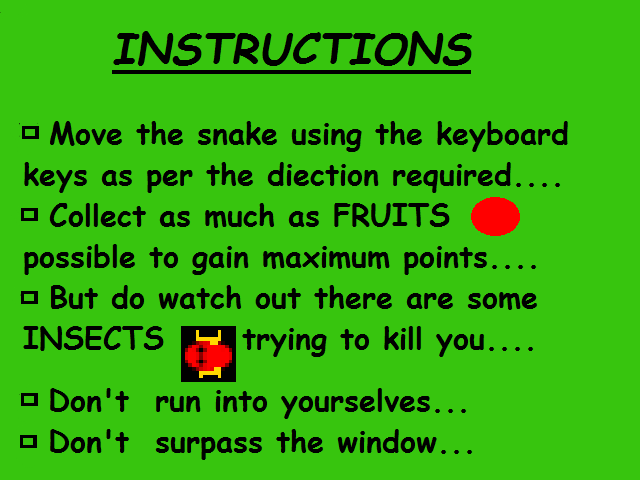 INSTRUCTIONS
▯ Move the snake using the keyboard
keys as per the diection required....
▯ Collect as much as FRUITS
possible to gain maximum points....
▯ But do watch out there are some
INSECTS trying to kill you....
▯ Don't run into yourselves...
▯ Don't surpass the window...